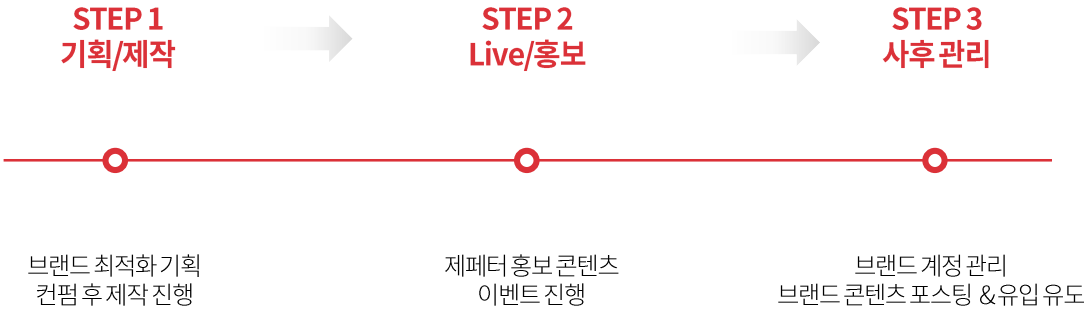 STEP 1
기획/제작
STEP 2
Live/홍보
STEP 3
사후 관리
브랜드 최적화 기획
컨펌 후 제작 진행
제페터 홍보 콘텐츠
이벤트 진행
브랜드 계정 관리
브랜드 콘텐츠 포스팅 &유입 유도